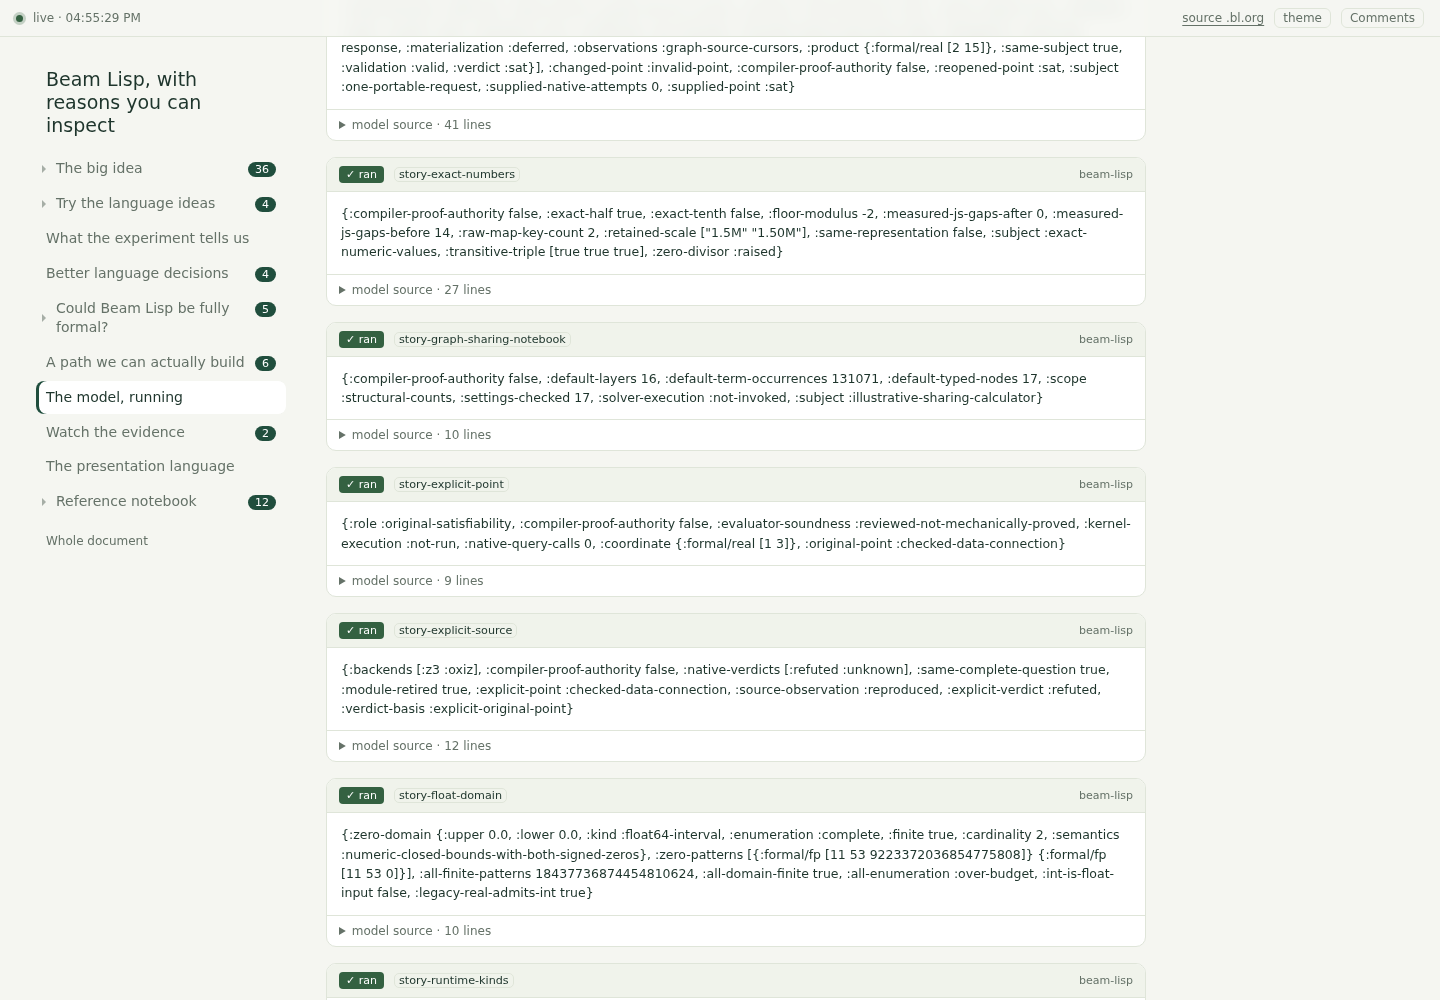 live · 04:55:29 PM
source .bl.org
theme
Comments
Beam Lisp, with
reasons you can
inspect
The big idea
36
Try the language ideas
4
What the experiment tells us
Better language decisions
4
Could Beam Lisp be fully
formal?
5
A path we can actually build
6
The model, running
Watch the evidence
2
The presentation language
Reference notebook
12
Whole document
response, :materialization :deferred, :observations :graph-source-cursors, :product {:formal/real [2 15]}, :same-subject true,
:validation :valid, :verdict :sat}], :changed-point :invalid-point, :compiler-proof-authority false, :reopened-point :sat, :subject
:one-portable-request, :supplied-native-attempts 0, :supplied-point :sat}
▶ model source · 41 lines
✓ ran
story-exact-numbers
beam-lisp
{:compiler-proof-authority false, :exact-half true, :exact-tenth false, :floor-modulus -2, :measured-js-gaps-after 0, :measured-
js-gaps-before 14, :raw-map-key-count 2, :retained-scale ["1.5M" "1.50M"], :same-representation false, :subject :exact-
numeric-values, :transitive-triple [true true true], :zero-divisor :raised}
▶ model source · 27 lines
✓ ran
story-graph-sharing-notebook
beam-lisp
{:compiler-proof-authority false, :default-layers 16, :default-term-occurrences 131071, :default-typed-nodes 17, :scope
:structural-counts, :settings-checked 17, :solver-execution :not-invoked, :subject :illustrative-sharing-calculator}
▶ model source · 10 lines
✓ ran
story-explicit-point
beam-lisp
{:role :original-satisfiability, :compiler-proof-authority false, :evaluator-soundness :reviewed-not-mechanically-proved, :kernel-
execution :not-run, :native-query-calls 0, :coordinate {:formal/real [1 3]}, :original-point :checked-data-connection}
▶ model source · 9 lines
✓ ran
story-explicit-source
beam-lisp
{:backends [:z3 :oxiz], :compiler-proof-authority false, :native-verdicts [:refuted :unknown], :same-complete-question true,
:module-retired true, :explicit-point :checked-data-connection, :source-observation :reproduced, :explicit-verdict :refuted,
:verdict-basis :explicit-original-point}
▶ model source · 12 lines
✓ ran
story-float-domain
beam-lisp
{:zero-domain {:upper 0.0, :lower 0.0, :kind :float64-interval, :enumeration :complete, :finite true, :cardinality 2, :semantics
:numeric-closed-bounds-with-both-signed-zeros}, :zero-patterns [{:formal/fp [11 53 9223372036854775808]} {:formal/fp
[11 53 0]}], :all-finite-patterns 18437736874454810624, :all-domain-finite true, :all-enumeration :over-budget, :int-is-float-
input false, :legacy-real-admits-int true}
▶ model source · 10 lines
✓ ran
story-runtime-kinds
beam-lisp